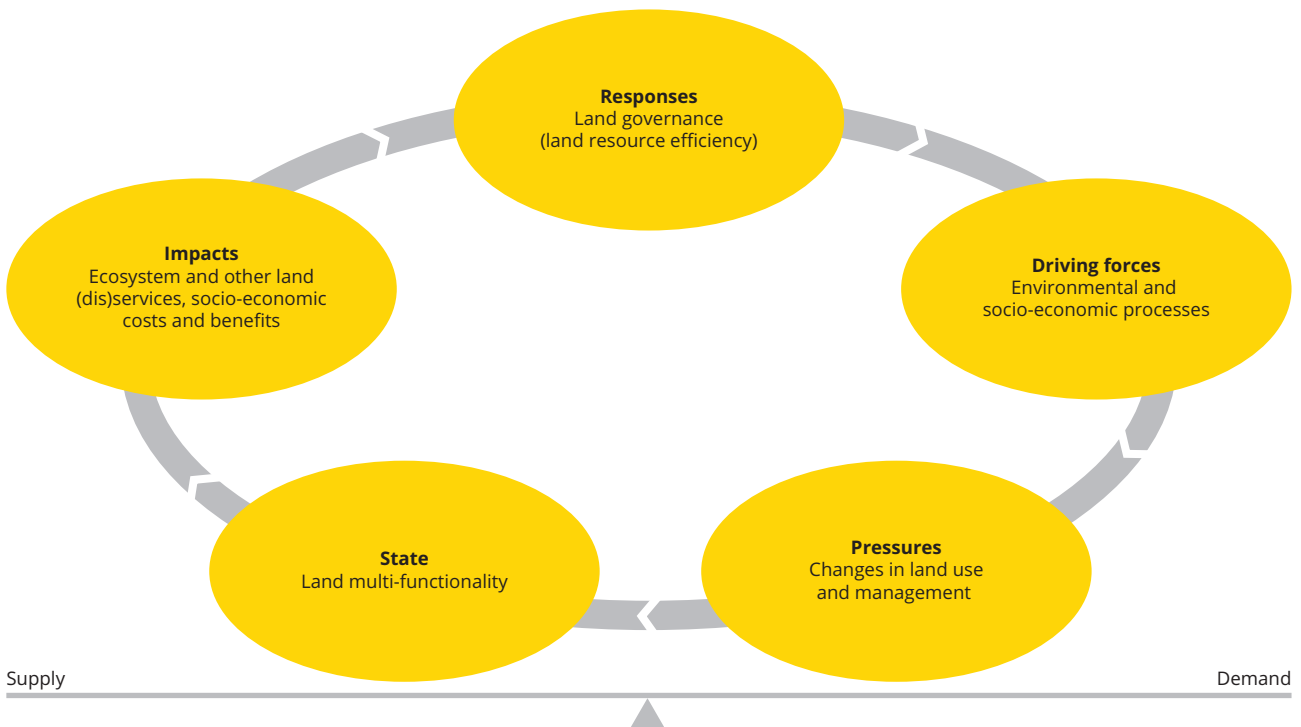 Responses
Land governance
(land resource efficiency)
Impacts
Ecosystem and other land
(dis)services, socio-economic
costs and benefits
Driving forces
Environmental and
socio-economic processes
State
Land multi-functionality
Pressures
Changes in land use
and management
Supply
Demand